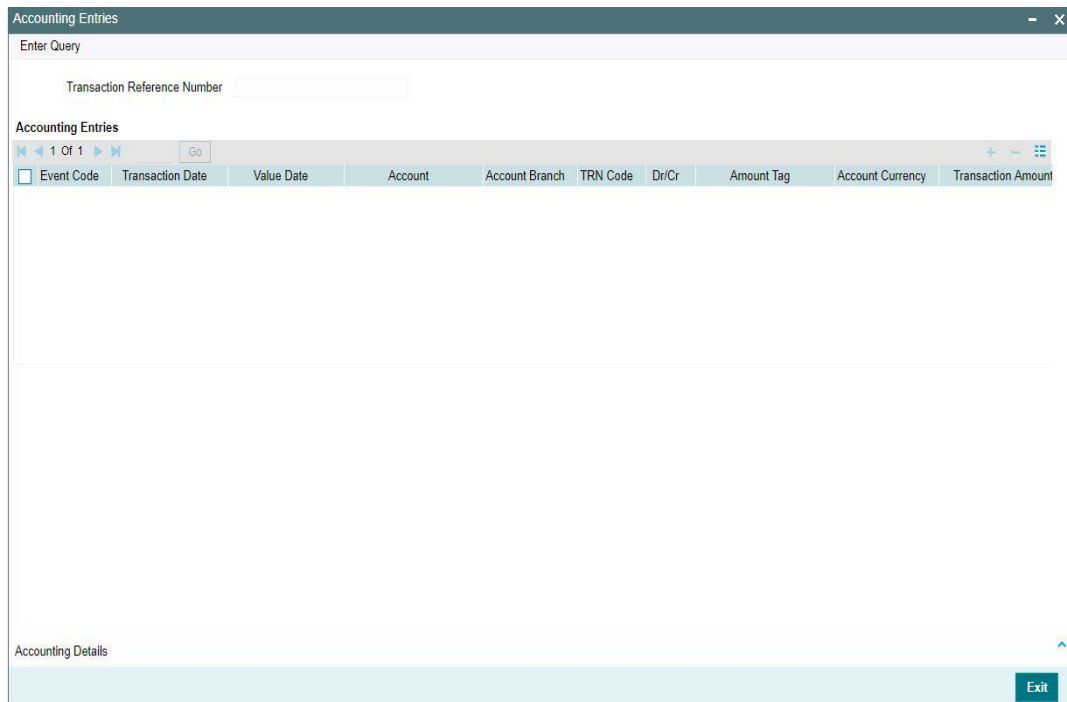 Accounting Entries
Enter Query
Transaction Reference Number
Accounting Entries
1 Of 1 Go
Event Code Transaction Date Value Date Account Account Branch TRN Code Dr/Cr Amount Tag Account Currency Transaction Amount
Accounting Details
Exit